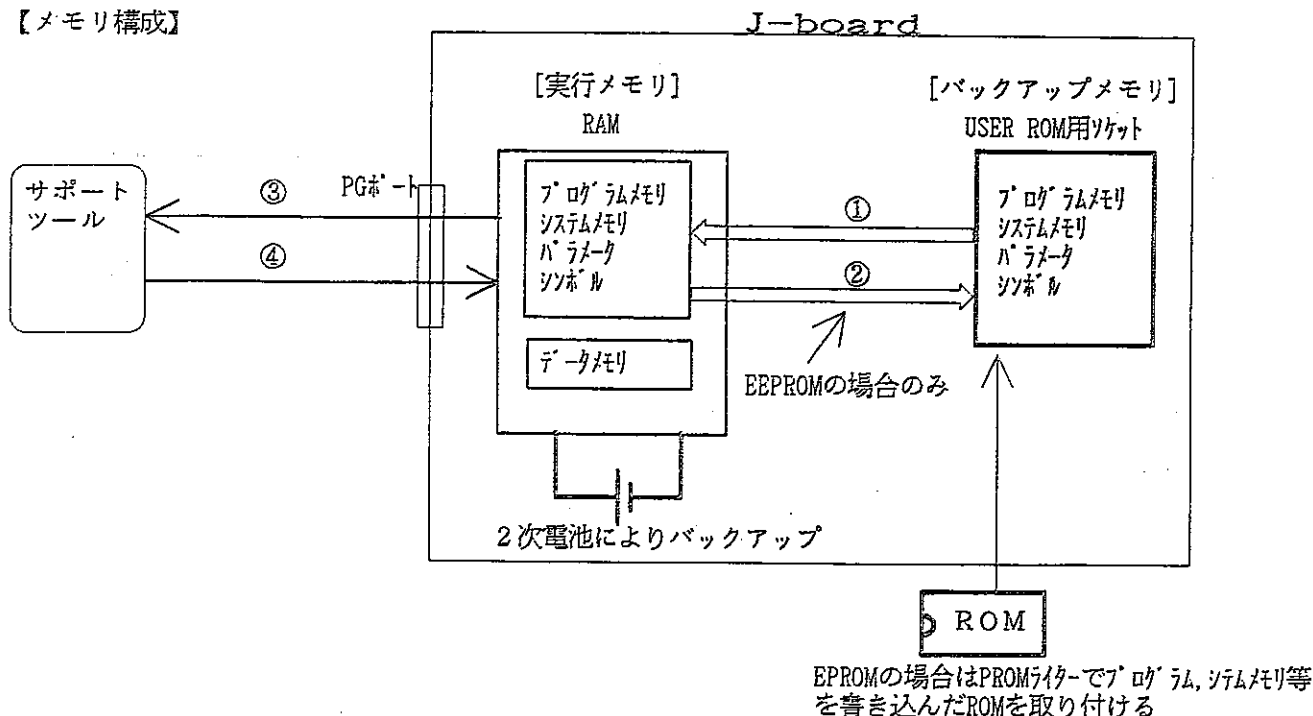 【メモリ構成】
J－board
[実行メモリ]
RAM
[バックアップメモリ]
USER ROM用ｿｹｯﾄ
サポート
ツール
PGﾎﾟｰﾄ
③
④
ﾌﾟﾛｸﾞﾗﾑﾒﾓﾘ
ｼｽﾃﾑﾒﾓﾘ
ﾊﾟﾗﾒｰﾀ
ｼﾝﾎﾞﾙ
ﾃﾞｰﾀﾒﾓﾘ
①
②
ﾌﾟﾛｸﾞﾗﾑﾒﾓﾘ
ｼｽﾃﾑﾒﾓﾘ
ﾊﾟﾗﾒｰﾀ
ｼﾝﾎﾞﾙ
EEPROMの場合のみ
２次電池によりバックアップ
ROM
EPROMの場合はPROMﾗｲﾀｰでﾌﾟﾛｸﾞﾗﾑ,ｼﾃﾑﾒﾓﾘ等
を書き込んだROMを取り付ける